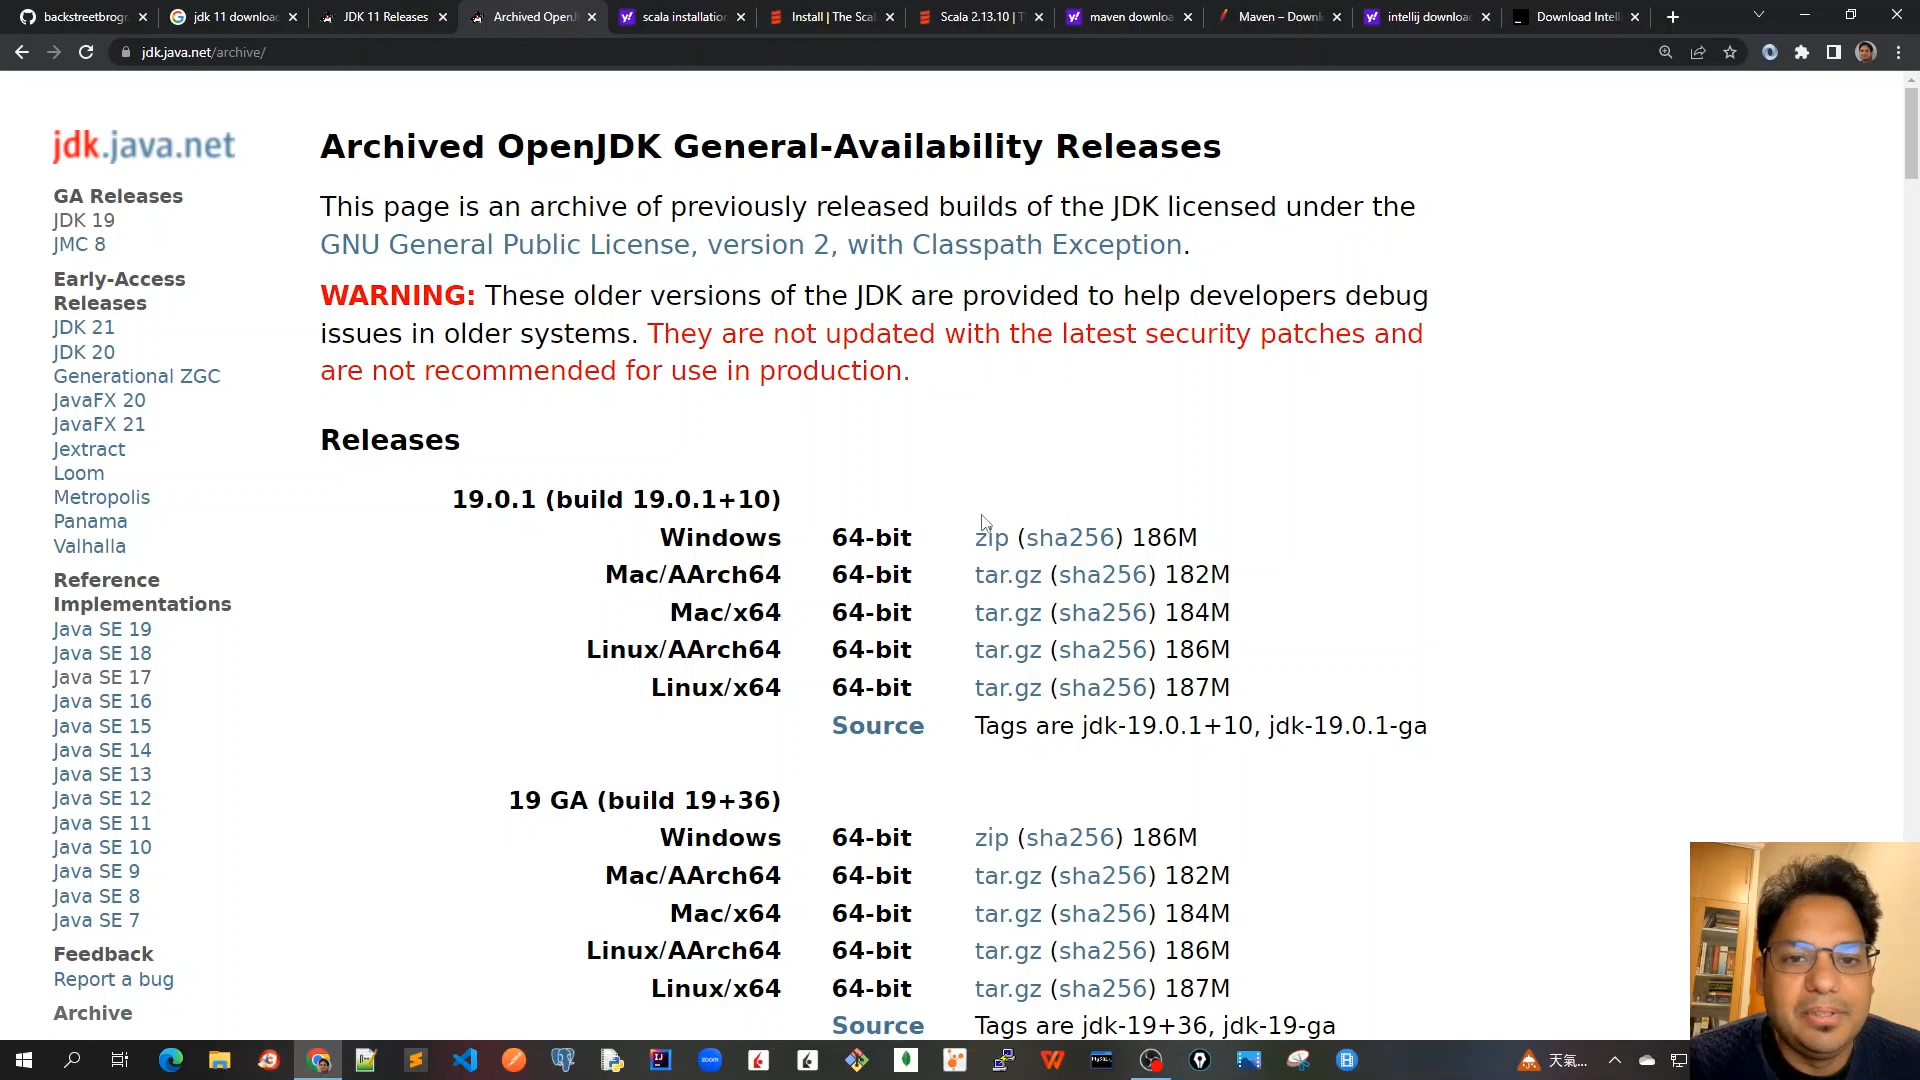 backstreetbrog
jdk 11 downloa
JDK 11 Releases
Archived OpenJ
scala installatio
Install | The Sca
Scala 2.13.10 | T
maven downloa
Maven – Downl
intellij downloa
Download Intel
jdk.java.net/archive/
jdk.java.net
GA Releases
JDK 19
JMC 8
Early-Access
Releases
JDK 21
JDK 20
Generational ZGC
JavaFX 20
JavaFX 21
Jextract
Loom
Metropolis
Panama
Valhalla
Reference
Implementations
Java SE 19
Java SE 18
Java SE 17
Java SE 16
Java SE 15
Java SE 14
Java SE 13
Java SE 12
Java SE 11
Java SE 10
Java SE 9
Java SE 8
Java SE 7
Feedback
Report a bug
Archive
Archived OpenJDK General-Availability Releases
This page is an archive of previously released builds of the JDK licensed under the
GNU General Public License, version 2, with Classpath Exception.
WARNING: These older versions of the JDK are provided to help developers debug
issues in older systems. They are not updated with the latest security patches and
are not recommended for use in production.
Releases
19.0.1 (build 19.0.1+10)
Windows 64-bit zip (sha256) 186M
Mac/AArch64 64-bit tar.gz (sha256) 182M
Mac/x64 64-bit tar.gz (sha256) 184M
Linux/AArch64 64-bit tar.gz (sha256) 186M
Linux/x64 64-bit tar.gz (sha256) 187M
Source Tags are jdk-19.0.1+10, jdk-19.0.1-ga
19 GA (build 19+36)
Windows 64-bit zip (sha256) 186M
Mac/AArch64 64-bit tar.gz (sha256) 182M
Mac/x64 64-bit tar.gz (sha256) 184M
Linux/AArch64 64-bit tar.gz (sha256) 186M
Linux/x64 64-bit tar.gz (sha256) 187M
Source Tags are jdk-19+36, jdk-19-ga
天氣...